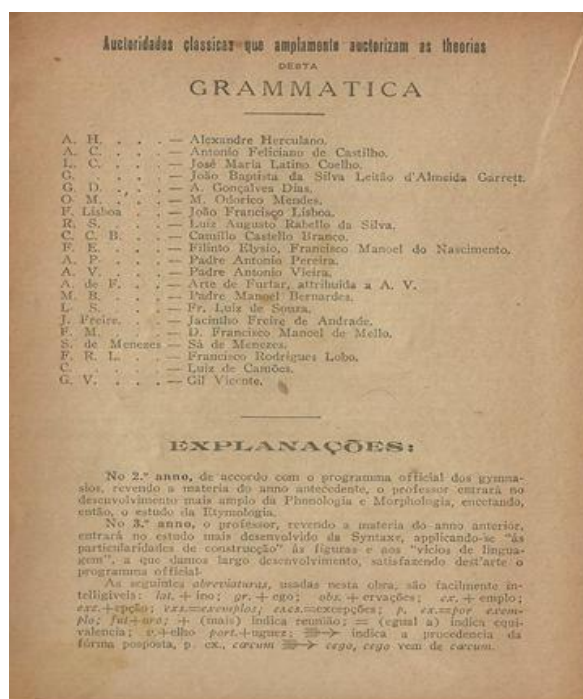 Auctoridades classicas que amplamente auctorizam as theorias
DESTA
GRAMMATICA
A. H. . . . — Alexandre Herculano.
A. C. . . . — Antonio Feliciano de Castilho.
L. C. . . . — José Maria Latino Coelho.
G. . . . — João Baptista da Silva Leitão d'Almeida Garrett.
G. D. . . . — A. Gonçalves Dias.
O M. . . . — M. Odorico Mendes.
F. Lisboa . . — João Francisco Lisboa.
R. S. . . . — Luiz Augusto Rabello da Silva.
C. C. B. . . — Camillo Castello Branco.
F. E. . . . — Filinto Elysio, Francisco Manoel do Nascimento.
A. P. . . . — Padre Antonio Pereira.
A. V. . . . — Padre Antonio Vieira.
A. de F. . . — Arte de Furtar, attribuida a A. V.
M. B. . . . — Padre Manoel Bernardes.
L. S. . . . — Fr. Luiz de Souza.
J. Freire. . . — Jacintho Freire de Andrade.
F. M. . . . — D. Francisco Manoel de Mello.
S. de Menezes — Sá de Menezes.
F. R. L. . . — Francisco Rodrigues Lobo.
C. . . . . — Luiz de Camões.
G. V. . . . — Gil Vicente.
EXPLANAÇÕES:
No 2.º anno, de accordo com o programma official dos gymna-
sios, revendo a materia do anno antecedente, o professor entrará no
desenvolvimento mais amplo da Phonologia e Morphologia, encetando,
então, o estudo da Etymologia.
No 3.º anno, o professor, revendo a materia do anno anterior,
entrará no estudo mais desenvolvido da Syntaxe, applicando-se “ás
particularidades de construcção” ás figuras e aos “vicios de lingua-
gem”, a que damos largo desenvolvimento, satisfazendo dest'arte o
programma official.
As seguintes abreviaturas, usadas nesta obra, são facilmente in-
telligiveis: lat. + ino; gr. + ego; obs. + ervações; ex. + emplo;
exc.+epção; exs.=exemplos; excs.=excepções; p. ex.=por exem-
plo; fut+uro; + (mais) indica reunião; = (egual a) indica equi-
valencia; v.+elho port.+uguez; ⟶ indica a procedencia da
fórma posposta, p. ex., cœcum ⟶ cego, cego vem de cœcum.